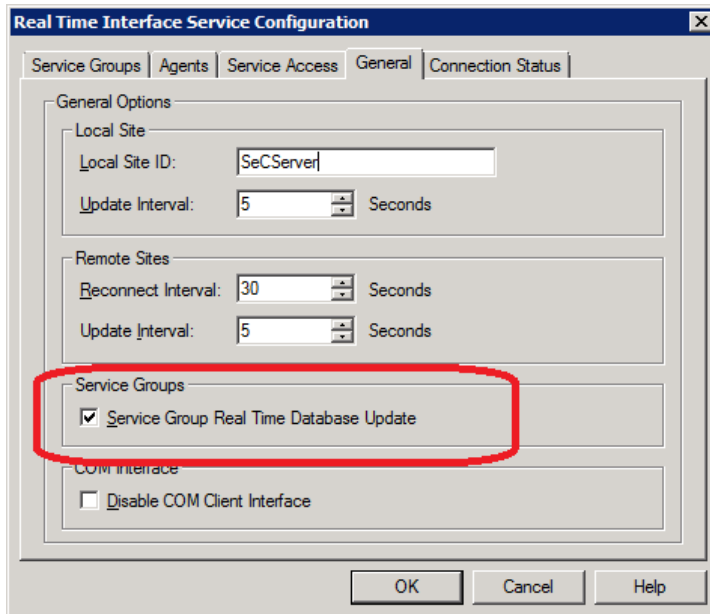 Real Time Interface Service Configuration
Service Groups Agents Service Access General Connection Status
General Options
Local Site
Local Site ID: SeCServer
Update Interval: 5 Seconds
Remote Sites
Reconnect Interval: 30 Seconds
Update Interval: 5 Seconds
Service Groups
Service Group Real Time Database Update
COM Interface
Disable COM Client Interface
OK Cancel Help